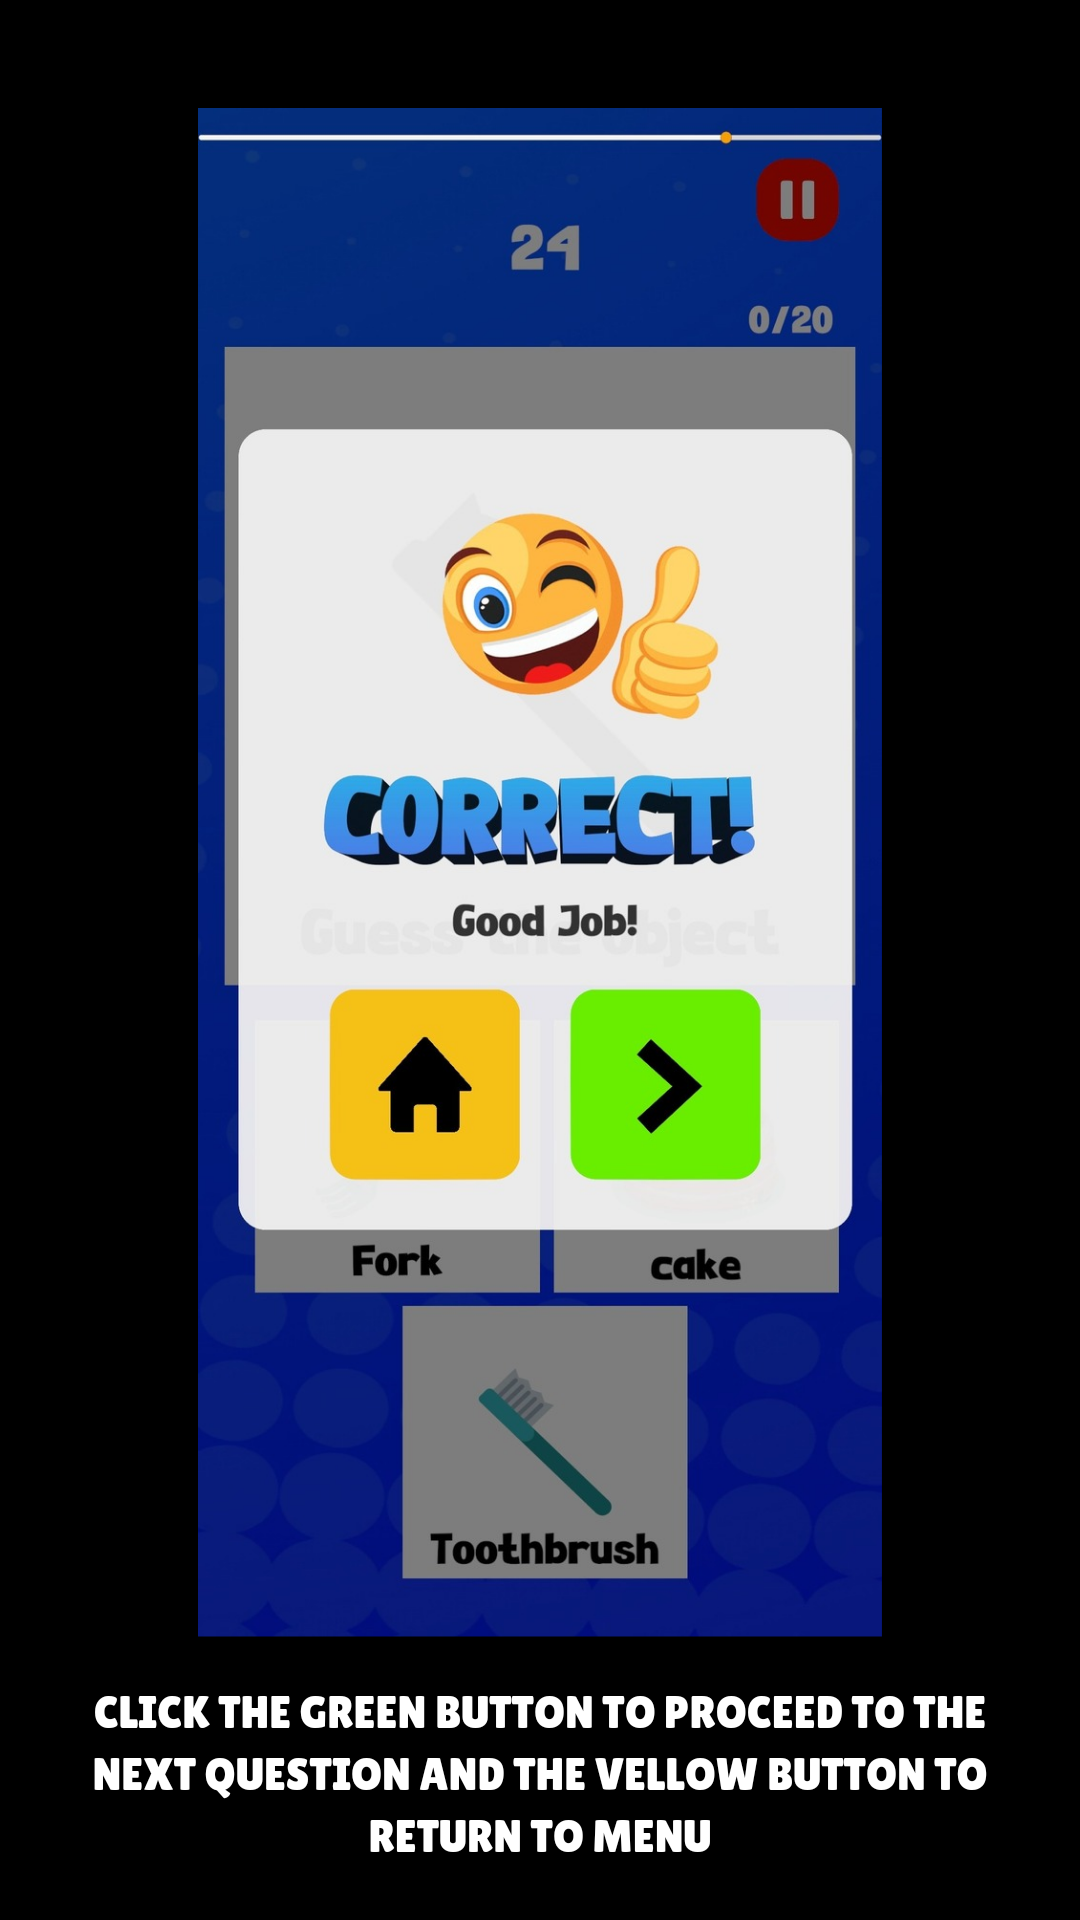 24
0/20
CORRECT!
Good Job!
Guess the object
Fork
cake
Toothbrush
CLICK THE GREEN BUTTON TO PROCEED TO THE
NEXT QUESTION AND THE VELLOW BUTTON TO
RETURN TO MENU